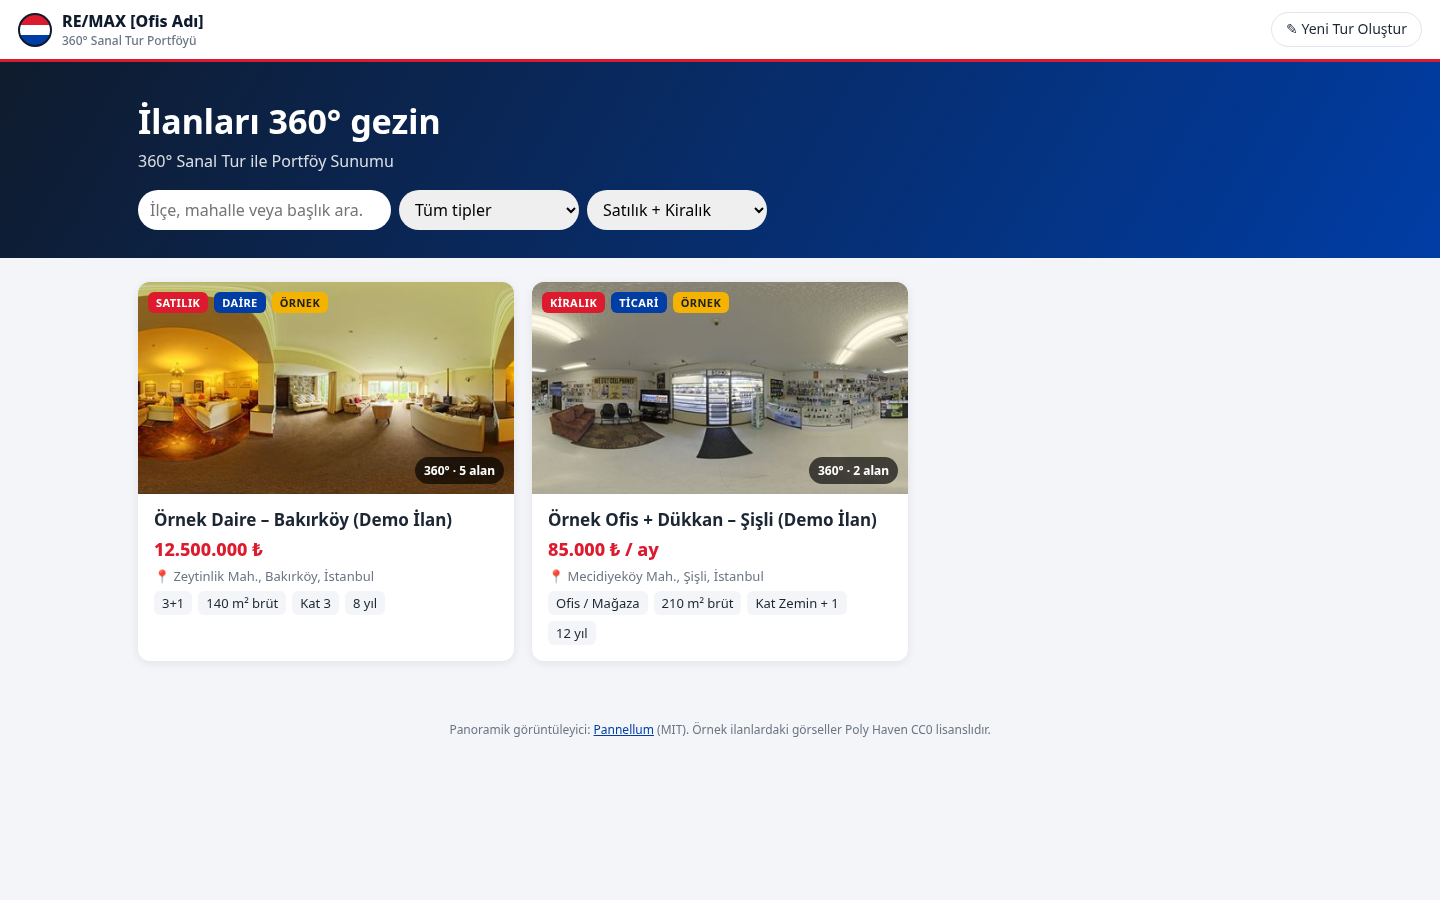 RE/MAX [Ofis Adı]
360° Sanal Tur Portföyü
✎ Yeni Tur Oluştur
İlanları 360° gezin
360° Sanal Tur ile Portföy Sunumu
İlçe, mahalle veya başlık ara.
Tüm tipler
Satılık + Kiralık
SATILIK DAİRE ÖRNEK
360° · 5 alan
Örnek Daire – Bakırköy (Demo İlan)
12.500.000 ₺
📍 Zeytinlik Mah., Bakırköy, İstanbul
3+1 140 m² brüt Kat 3 8 yıl
KİRALIK TİCARİ ÖRNEK
360° · 2 alan
Örnek Ofis + Dükkan – Şişli (Demo İlan)
85.000 ₺ / ay
📍 Mecidiyeköy Mah., Şişli, İstanbul
Ofis / Mağaza 210 m² brüt Kat Zemin + 1
12 yıl
Panoramik görüntüleyici: Pannellum (MIT). Örnek ilanlardaki görseller Poly Haven CC0 lisanslıdır.